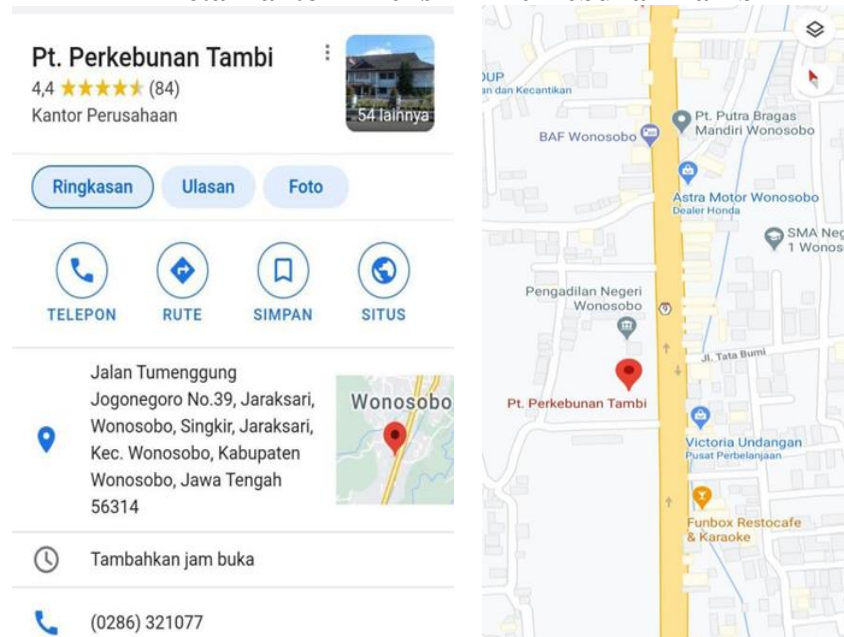 Pt. Perkebunan Tambi
4,4 ★★★★★ (84)
Kantor Perusahaan
54 lainnya
Ringkasan
Ulasan
Foto
TELEPON
RUTE
SIMPAN
SITUS
Jalan Tumenggung
Jogonegoro No.39, Jaraksari,
Wonosobo, Singkir, Jaraksari,
Kec. Wonosobo, Kabupaten
Wonosobo, Jawa Tengah
56314
Wonosobo
Tambahkan jam buka
(0286) 321077
an dan Kecantikan
BAF Wonosobo
Pt. Putra Bragas
Mandiri Wonosobo
Astra Motor Wonosobo
Dealer Honda
SMA Neg
1 Wonos
Pengadilan Negeri
Wonosobo
9
Jl. Tata Bumi
Pt. Perkebunan Tambi
Victoria Undangan
Pusat Perbelanjaan
Funbox Restocafe
& Karaoke